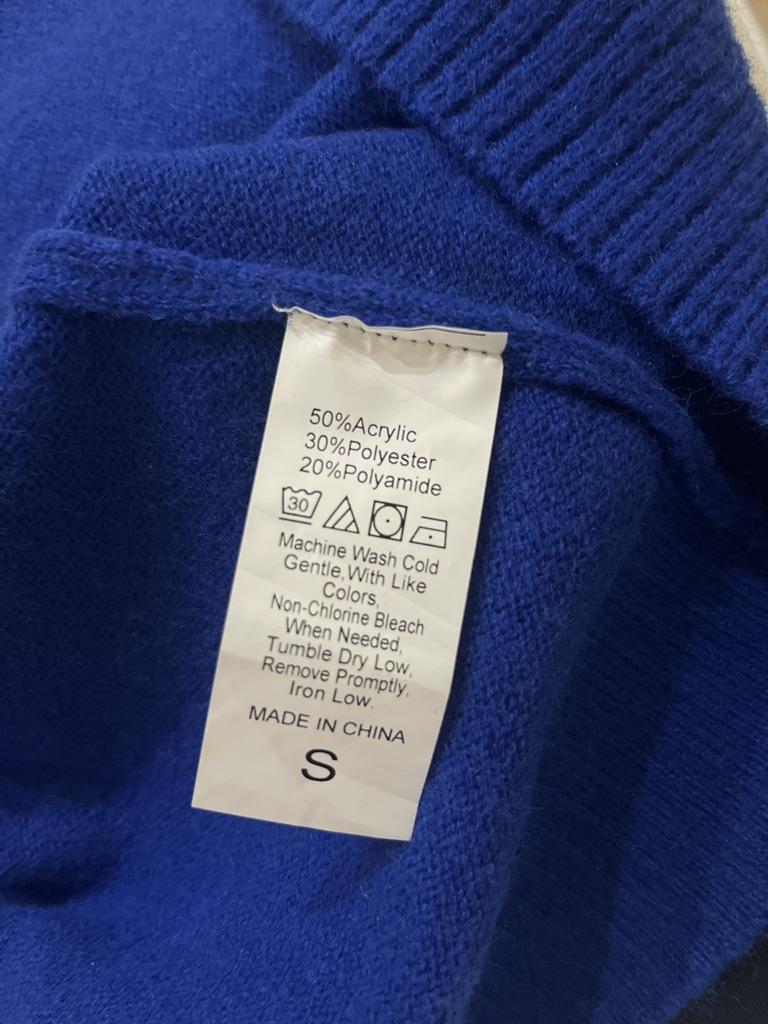 50%Acrylic
30%Polyester
20%Polyamide
30
Machine Wash Cold
Gentle,With Like
Colors,
Non-Chlorine Bleach
When Needed,
Tumble Dry Low,
Remove Promptly,
Iron Low.
MADE IN CHINA
S